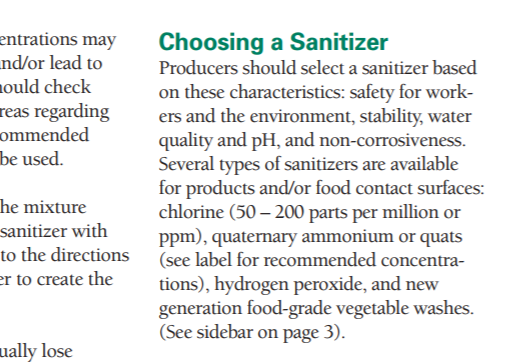 entrations may
and/or lead to
hould check
reas regarding
commended
be used.
he mixture
sanitizer with
to the directions
er to create the
ually lose
Choosing a Sanitizer
Producers should select a sanitizer based
on these characteristics: safety for work-
ers and the environment, stability, water
quality and pH, and non-corrosiveness.
Several types of sanitizers are available
for products and/or food contact surfaces:
chlorine (50 – 200 parts per million or
ppm), quaternary ammonium or quats
(see label for recommended concentra-
tions), hydrogen peroxide, and new
generation food-grade vegetable washes.
(See sidebar on page 3).